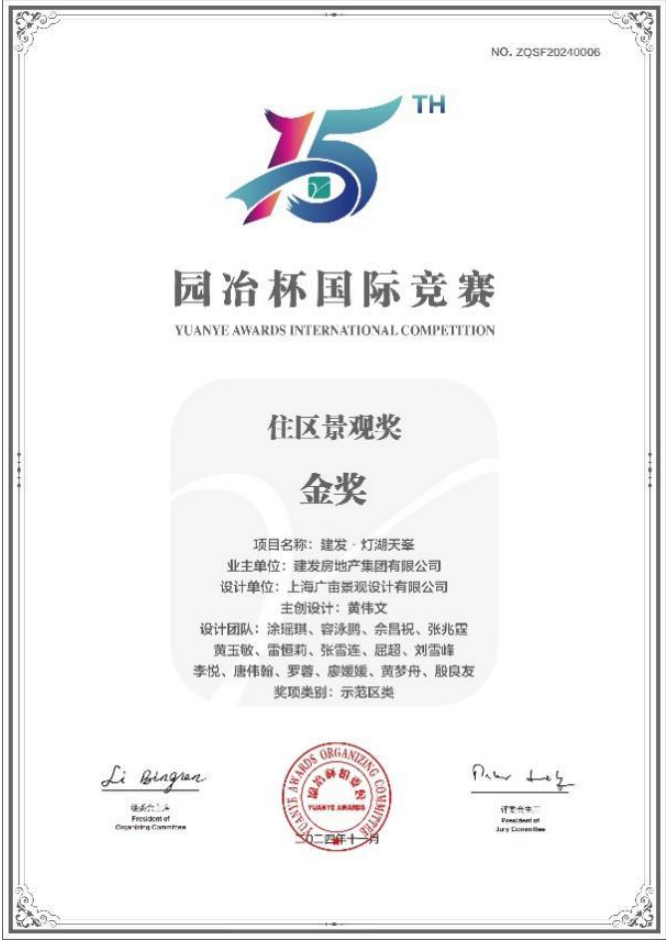 NO. ZQSF20240006
15TH
园冶杯国际竞赛
YUANYE AWARDS INTERNATIONAL COMPETITION
住区景观奖
金奖
项目名称：建发·灯湖天峯
业主单位：建发房地产集团有限公司
设计单位：上海广亩景观设计有限公司
主创设计：黄伟文
设计团队：涂瑶琪、容泳鹏、佘昌祝、张兆霆
黄玉敏、雷恒莉、张雪连、屈超、刘雪峰
李悦、唐伟翰、罗蓉、廖媛媛、黄梦舟、殷良友
奖项类别：示范区类
Li Bingren
President of
Organizing Committee
YUANYE AWARDS ORGANIZING COMMITTEE
YUANYE AWARDS
二〇二四年十一月
President of
Jury Committee